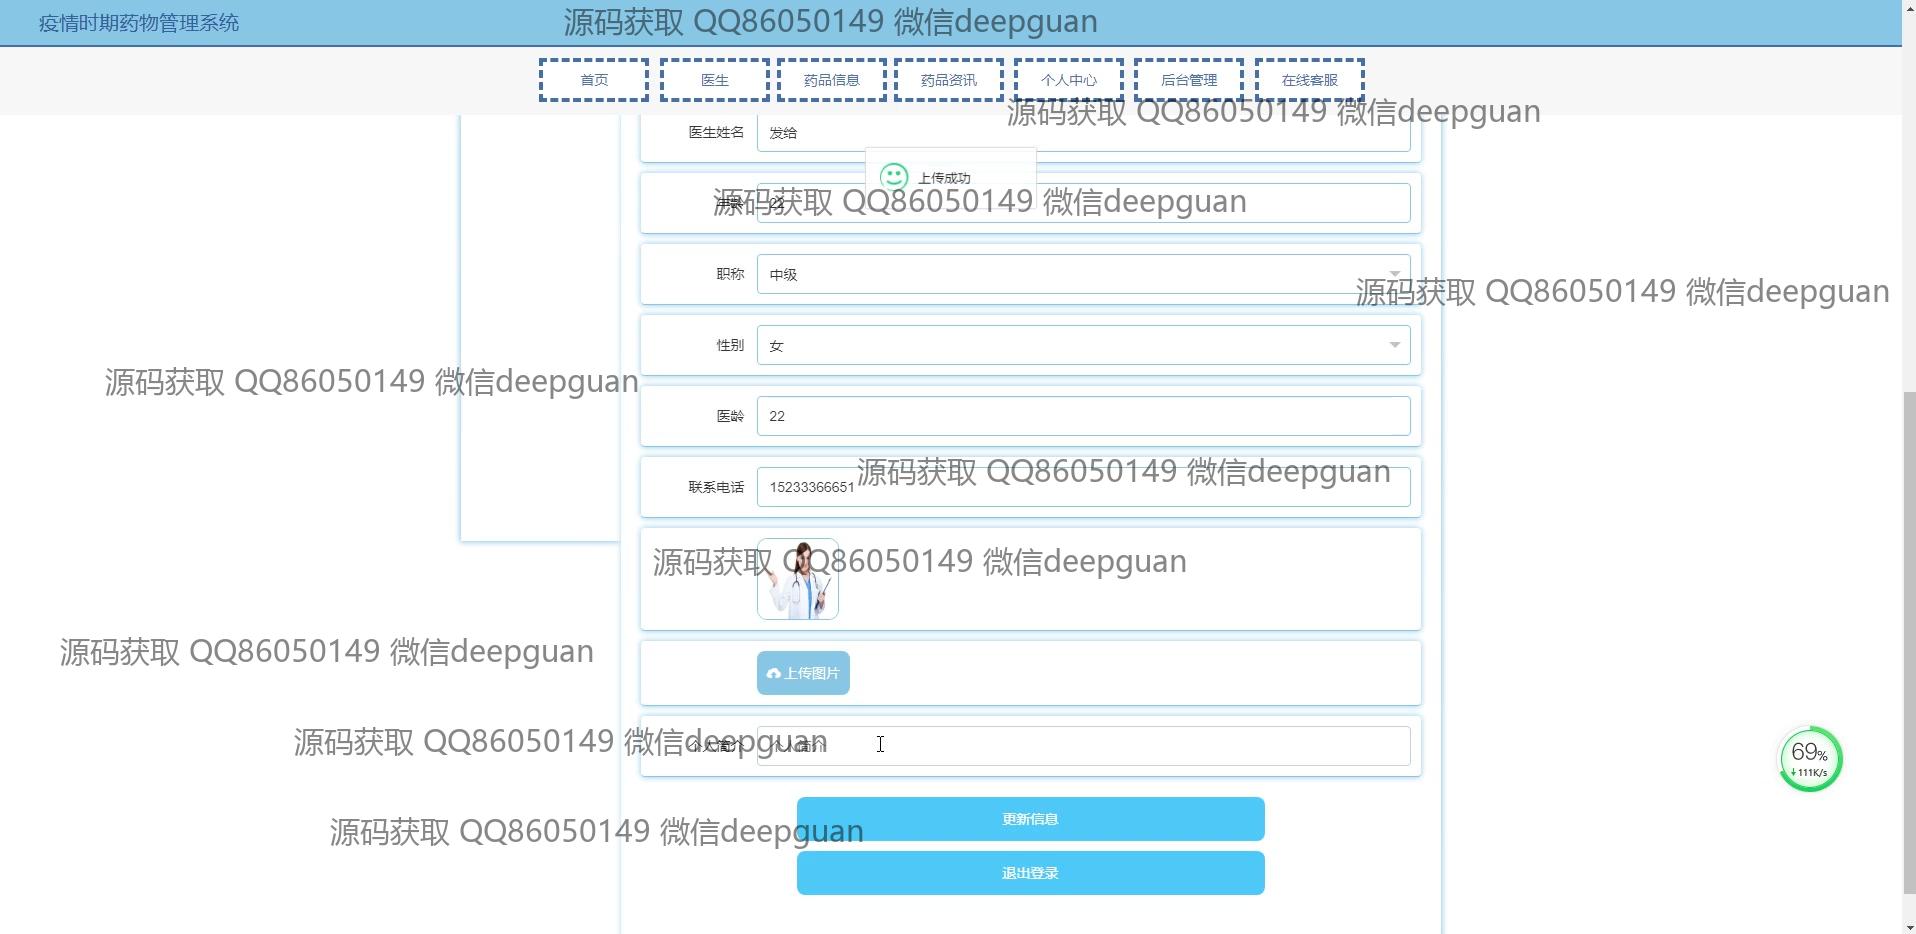 疫情时期药物管理系统
源码获取 QQ86050149 微信deepguan
首页
医生
药品信息
药品资讯
个人中心
后台管理
在线客服
源码获取 QQ86050149 微信deepguan
医生姓名
发给
上传成功
源码获取 QQ86050149 微信deepguan
年龄
22
职称
中级
源码获取 QQ86050149 微信deepguan
性别
女
源码获取 QQ86050149 微信deepguan
医龄
22
源码获取 QQ86050149 微信deepguan
联系电话
15233366651
源码获取 QQ86050149 微信deepguan
源码获取 QQ86050149 微信deepguan
上传图片
源码获取 QQ86050149 微信deepguan
个人简介
个人简介
69%
111K/s
更新信息
源码获取 QQ86050149 微信deepguan
退出登录